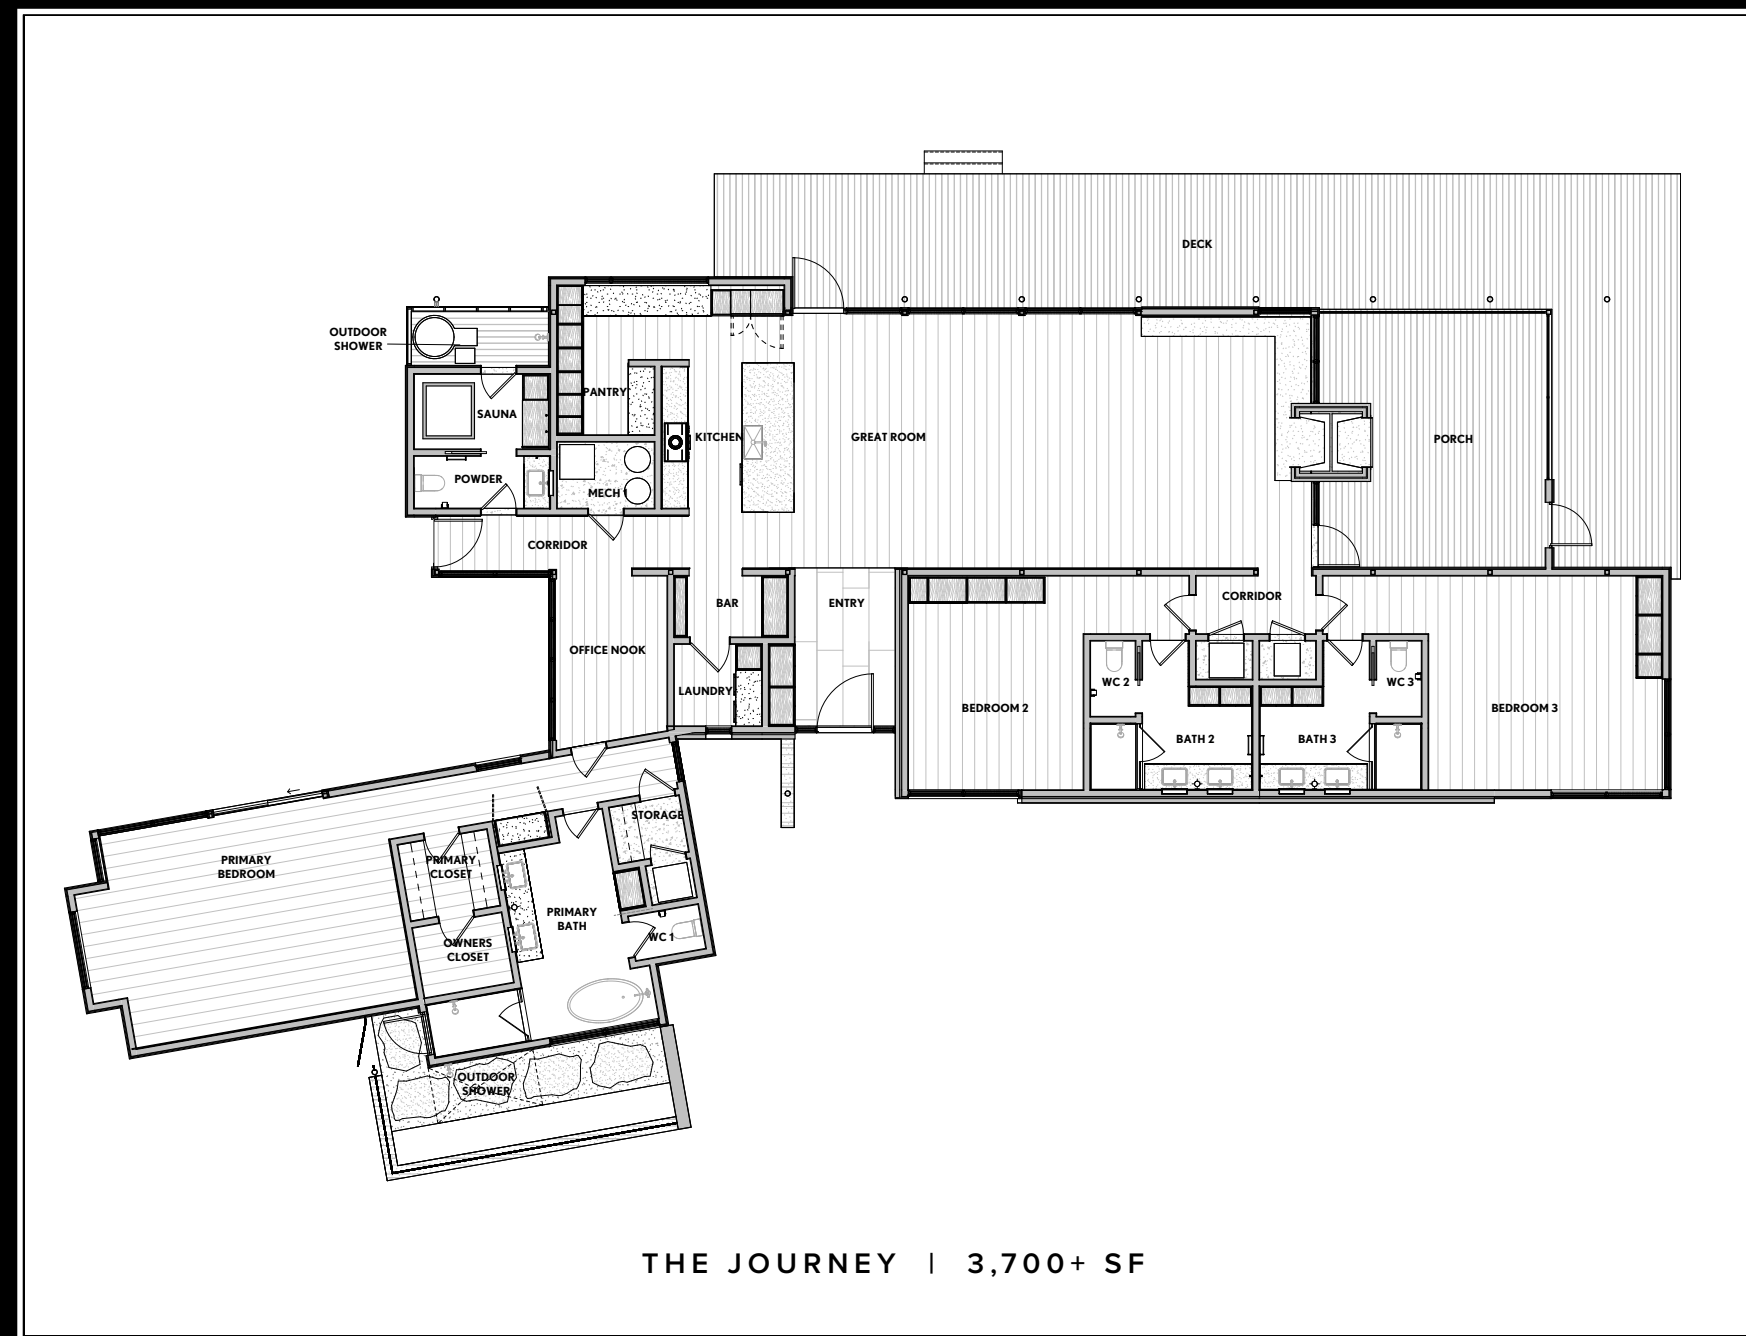 DECK
OUTDOOR
SHOWER
PANTRY
SAUNA
KITCHEN
GREAT ROOM
PORCH
POWDER
MECH 1
CORRIDOR
BAR
ENTRY
CORRIDOR
OFFICE NOOK
LAUNDRY
WC 2
WC 3
BEDROOM 2
BEDROOM 3
BATH 2
BATH 3
STORAGE
PRIMARY
BEDROOM
PRIMARY
CLOSET
PRIMARY
BATH
WC 1
OWNERS
CLOSET
OUTDOOR
SHOWER
THE JOURNEY | 3,700+ SF